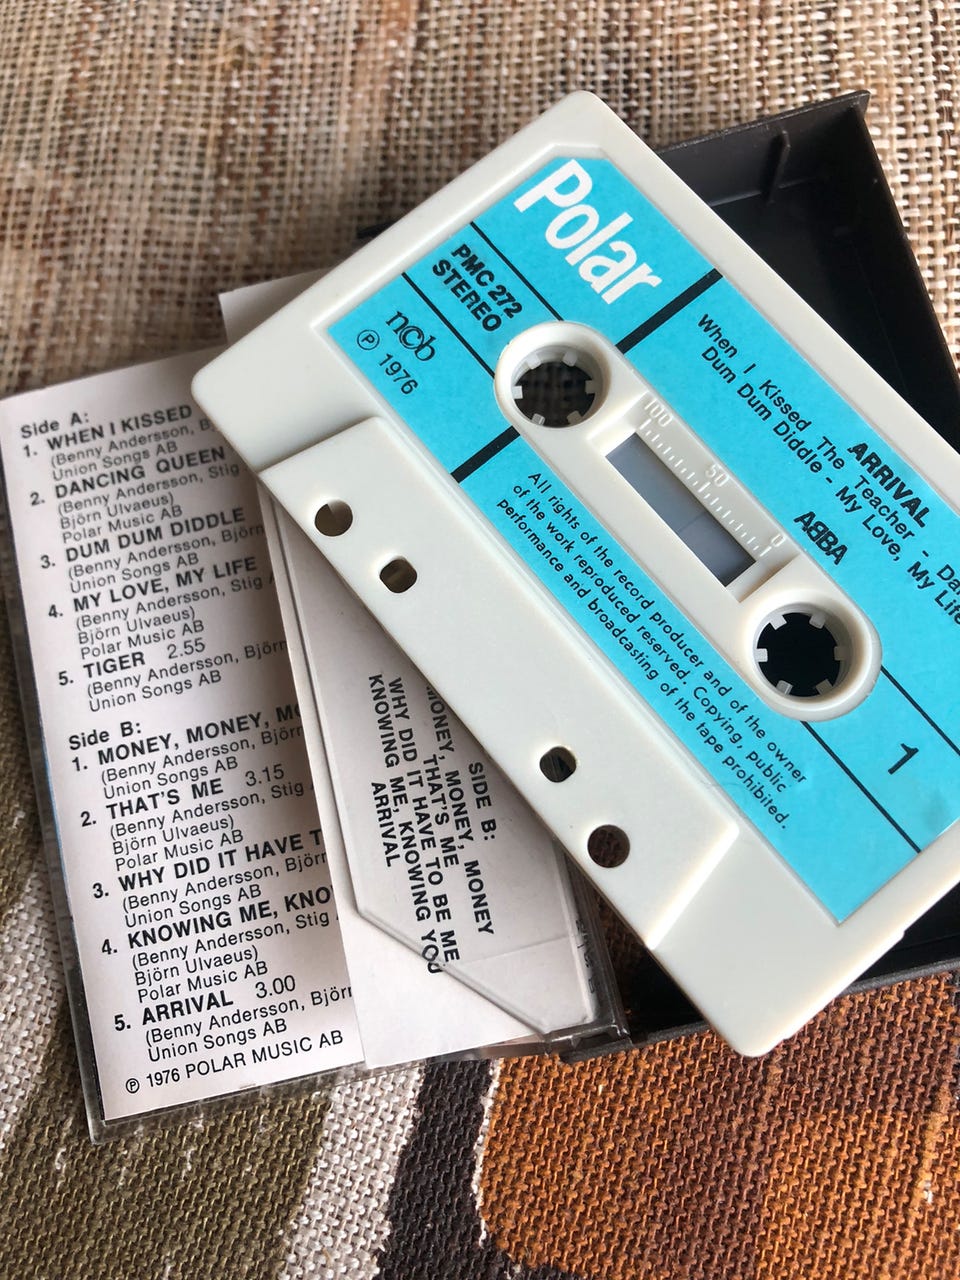 Side A:
1. WHEN I KISSED
(Benny Andersson, B
Union Songs AB
2. DANCING QUEEN
(Benny Andersson, Stig
Björn Ulvaeus)
Polar Music AB
3. DUM DUM DIDDLE
(Benny Andersson, Björn
Union Songs AB
4. MY LOVE, MY LIFE
(Benny Andersson, Stig
Björn Ulvaeus)
Polar Music AB
5. TIGER 2.55
(Benny Andersson, Björn
Union Songs AB
Side B:
1. MONEY, MONEY, MO
(Benny Andersson, Björn
Union Songs AB
2. THAT'S ME 3.15
(Benny Andersson, Stig
Björn Ulvaeus)
Polar Music AB
3. WHY DID IT HAVE T
(Benny Andersson, Björn
Union Songs AB
4. KNOWING ME, KNO
(Benny Andersson, Stig
Björn Ulvaeus)
Polar Music AB
5. ARRIVAL 3.00
(Benny Andersson, Björ
Union Songs AB
℗ 1976 POLAR MUSIC AB
SIDE B:
MONEY, MONEY, MONEY
THAT'S ME
WHY DID IT HAVE TO BE ME
KNOWING ME, KNOWING YOU
ARRIVAL
Polar
PMC 272
STEREO
ncb
℗ 1976
ARRIVAL
When I Kissed The Teacher - Dan
Dum Dum Diddle - My Love, My Life
ABBA
100 50 0
1
All rights of the record producer and of the owner
of the work reproduced reserved. Copying, public
performance and broadcasting of the tape prohibited.